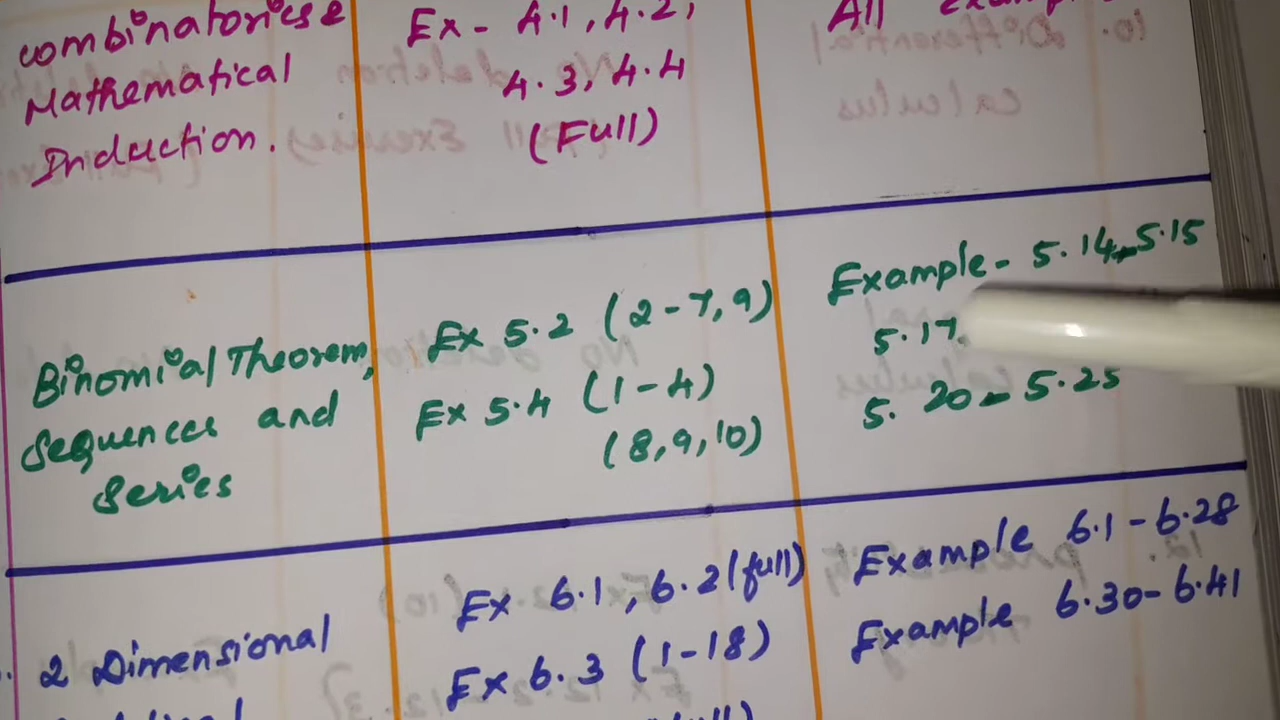 combinatorics &
Mathematical
Induction.
Ex - 4.1, 4.2,
4.3, 4.4
(Full)
All
Binomial Theorem,
sequences and
series
Ex 5.2 (2-7, 9)
Ex 5.4 (1-4)
(8, 9, 10)
Example - 5.14, 5.15
5.17
5.20 - 5.25
2 Dimensional
Ex 6.1, 6.2 (full)
Ex 6.3 (1-18)
Example 6.1 - 6.28
Example 6.30 - 6.41